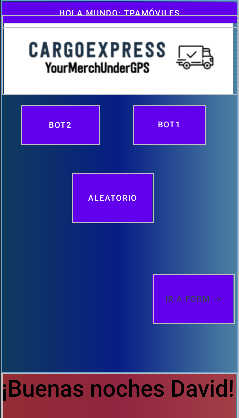 HOLA MUNDO: TPAMÓVILES
CARGOEXPRESS
YourMerchUnderGPS
BOT2
BOT1
ALEATORIO
¡Buenas noches David!